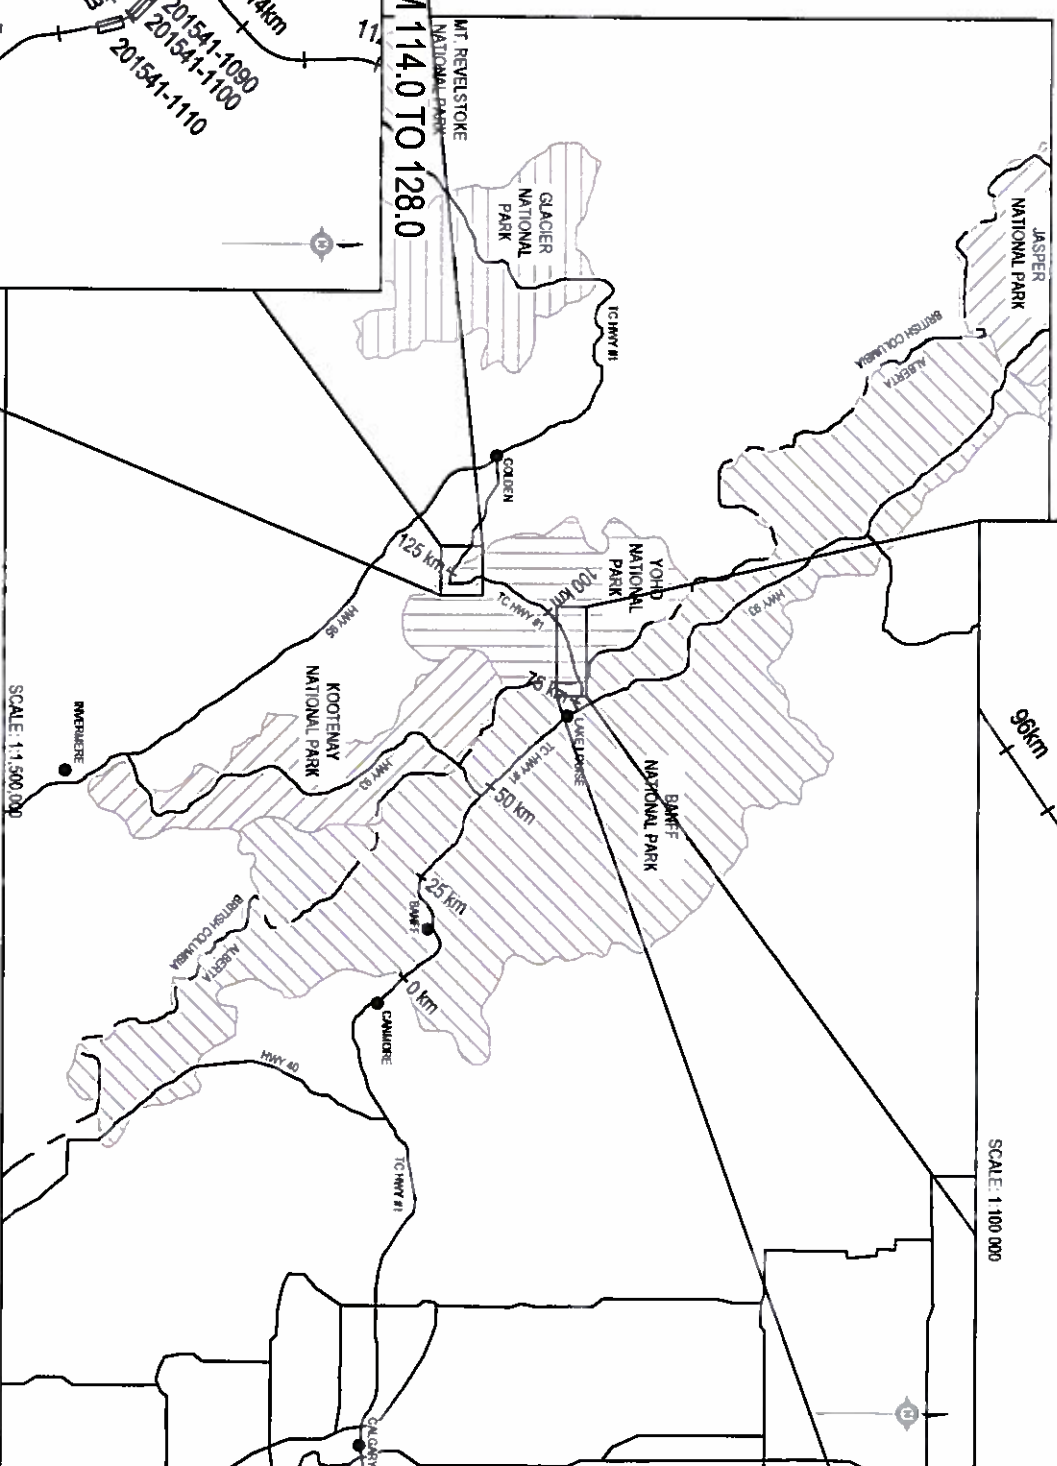 74km
201541-1090
201541-1100
201541-1110
M 114.0 TO 128.0
MT. REVELSTOKE
NATIONAL PARK
GLACIER
NATIONAL
PARK
JASPER
NATIONAL PARK
BRITISH COLUMBIA
ALBERTA
TC HWY #1
GOLDEN
125 km
YOHO
NATIONAL
PARK
100 km
TC HWY #1
HWY 93
HWY 95
75 km
LAKE LOUISE
KOOTENAY
NATIONAL PARK
HWY 93
TC HWY #1
50 km
BANFF
NATIONAL PARK
INVERMERE
SCALE: 1:1,500,000
25 km
BANFF
0 km
CANMORE
BRITISH COLUMBIA
ALBERTA
HWY 40
TC HWY #1
CALGARY
96km
SCALE: 1:100 000
N
N